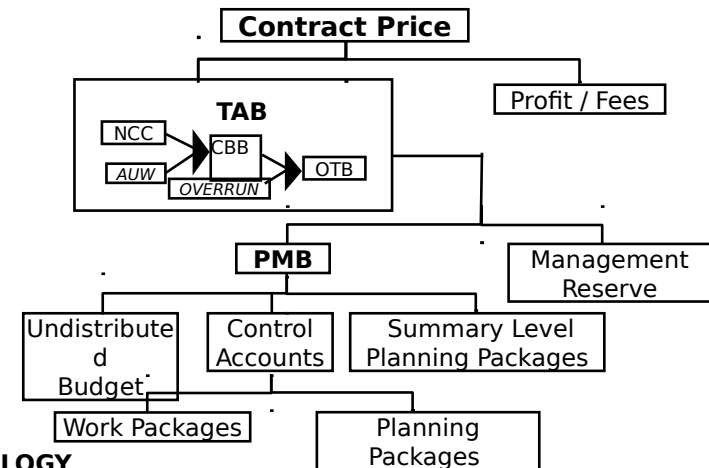 Contract Price
Profit / Fees
TAB
NCC
CBB
AUW
OVERRUN
OTB
PMB
Management
Reserve
Undistribute
d
Budget
Control
Accounts
Summary Level
Planning Packages
Work Packages
Planning
Packages
LOGY